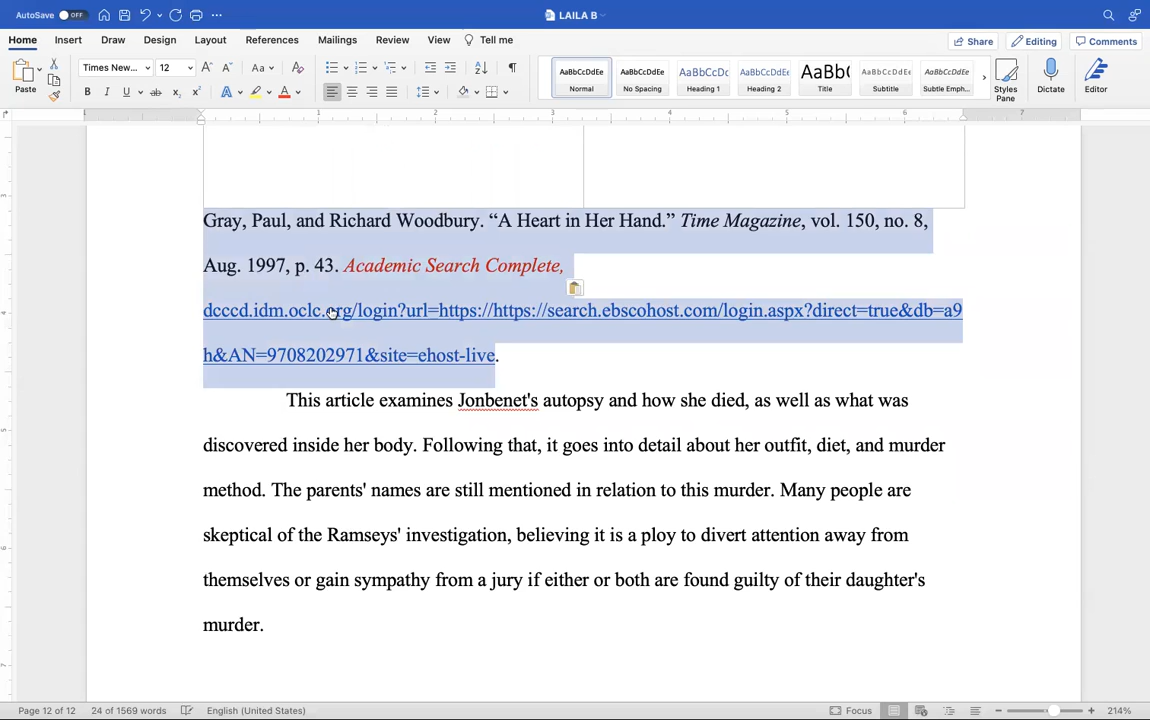 AutoSave OFF LAILA B
Home Insert Draw Design Layout References Mailings Review View Tell me Share Editing Comments
Paste Times New... 12 Aa AaBbCcDdEe Normal AaBbCcDdEe No Spacing AaBbCcDc Heading 1 AaBbCcDdEe Heading 2 AaBb( Title AaBbCcDdEe Subtitle AaBbCcDdEe Subtle Emph... Styles Pane Dictate Editor
Gray, Paul, and Richard Woodbury. “A Heart in Her Hand.” Time Magazine, vol. 150, no. 8,
Aug. 1997, p. 43. Academic Search Complete,
dcccd.idm.oclc.org/login?url=https://https://search.ebscohost.com/login.aspx?direct=true&db=a9
h&AN=9708202971&site=ehost-live.
This article examines Jonbenet's autopsy and how she died, as well as what was
discovered inside her body. Following that, it goes into detail about her outfit, diet, and murder
method. The parents' names are still mentioned in relation to this murder. Many people are
skeptical of the Ramseys' investigation, believing it is a ploy to divert attention away from
themselves or gain sympathy from a jury if either or both are found guilty of their daughter's
murder.
Page 12 of 12 24 of 1569 words English (United States) Focus 214%